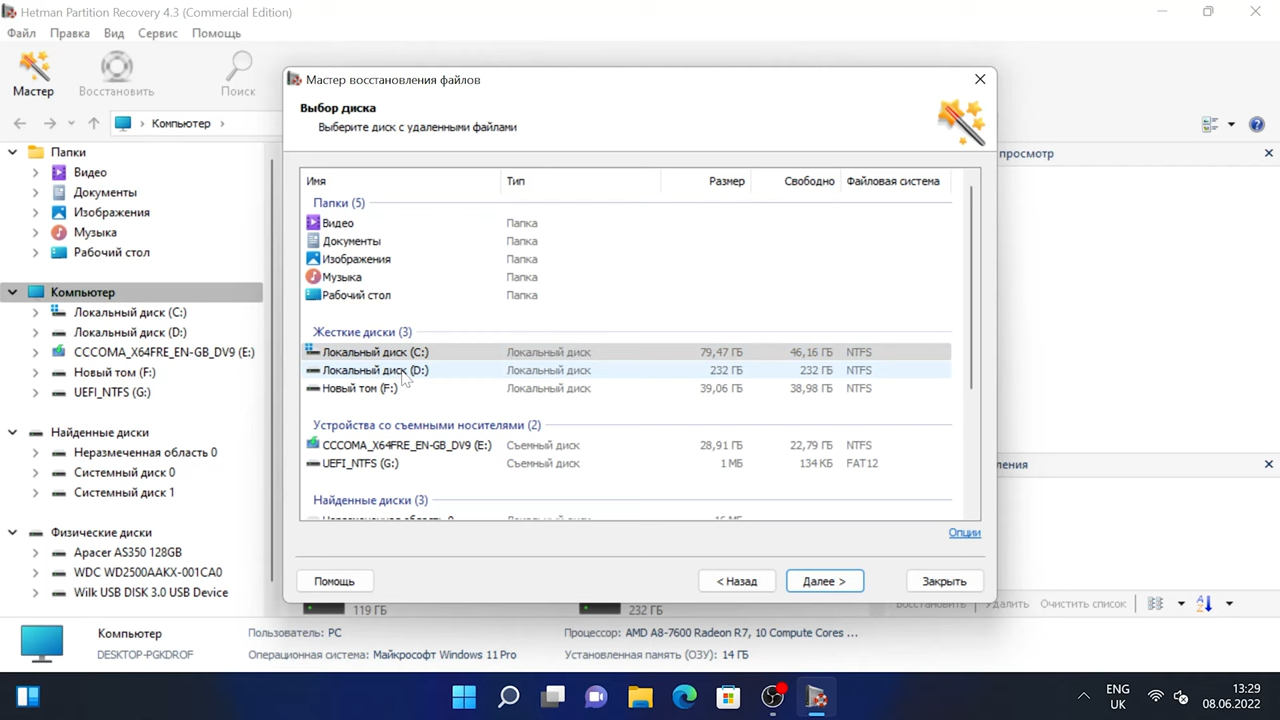 Hetman Partition Recovery 4.3 (Commercial Edition)
Файл Правка Вид Сервис Помощь
Мастер Восстановить Поиск
Компьютер
Папки
Видео
Документы
Изображения
Музыка
Рабочий стол
Компьютер
Локальный диск (C:)
Локальный диск (D:)
CCCOMA_X64FRE_EN-GB_DV9 (E:)
Новый том (F:)
UEFI_NTFS (G:)
Найденные диски
Неразмеченная область 0
Системный диск 0
Системный диск 1
Физические диски
Apacer AS350 128GB
WDC WD2500AAKX-001CA0
Wilk USB DISK 3.0 USB Device
Мастер восстановления файлов
Выбор диска
Выберите диск с удаленными файлами
Имя Тип Размер Свободно Файловая система
Папки (5)
Видео Папка
Документы Папка
Изображения Папка
Музыка Папка
Рабочий стол Папка
Жесткие диски (3)
Локальный диск (C:) Локальный диск 79,47 ГБ 46,16 ГБ NTFS
Локальный диск (D:) Локальный диск 232 ГБ 232 ГБ NTFS
Новый том (F:) Локальный диск 39,06 ГБ 38,98 ГБ NTFS
Устройства со съемными носителями (2)
CCCOMA_X64FRE_EN-GB_DV9 (E:) Съемный диск 28,91 ГБ 22,79 ГБ NTFS
UEFI_NTFS (G:) Съемный диск 1 МБ 134 КБ FAT12
Найденные диски (3)
Опции
Помощь < Назад Далее > Закрыть
просмотр
ления
119 ГБ 232 ГБ
Восстановить Удалить Очистить список
Компьютер Пользователь: PC Процессор: AMD A8-7600 Radeon R7, 10 Compute Cores ...
DESKTOP-PGKDROF Операционная система: Майкрософт Windows 11 Pro Установленная память (ОЗУ): 14 ГБ
ENG 13:29
UK 08.06.2022